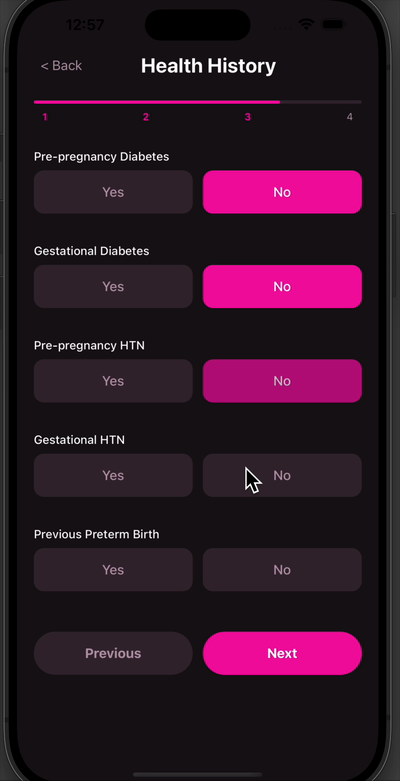 12:57
< Back Health History
1 2 3 4
Pre-pregnancy Diabetes
Yes No
Gestational Diabetes
Yes No
Pre-pregnancy HTN
Yes No
Gestational HTN
Yes No
Previous Preterm Birth
Yes No
Previous Next